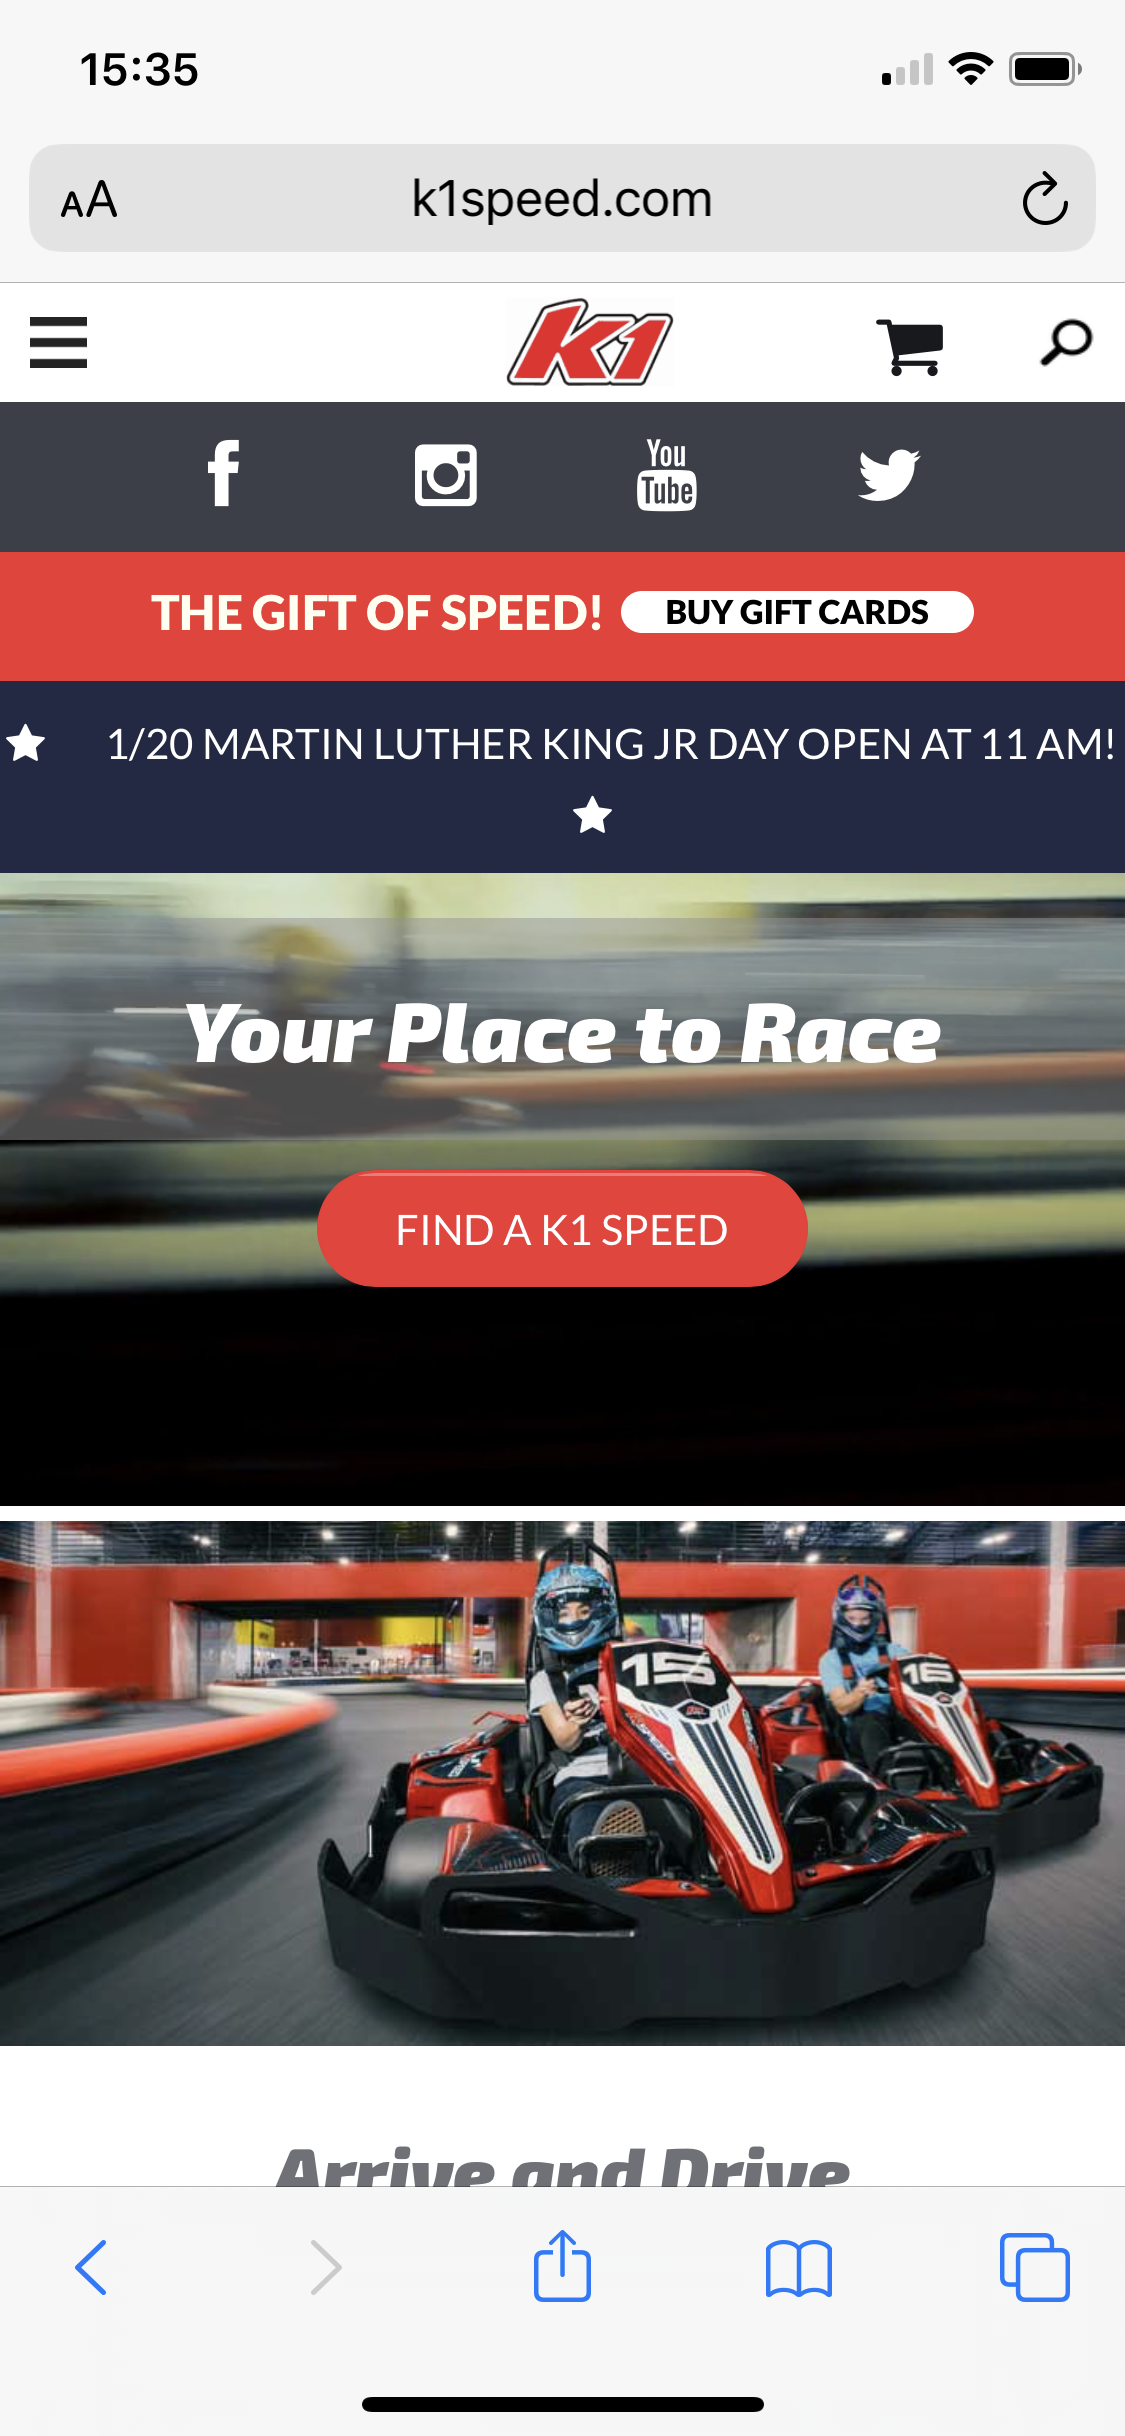 15:35
AA
k1speed.com
K1
You
Tube
THE GIFT OF SPEED! BUY GIFT CARDS
1/20 MARTIN LUTHER KING JR DAY OPEN AT 11 AM!
Your Place to Race
FIND A K1 SPEED
15
16
Arrive and Drive